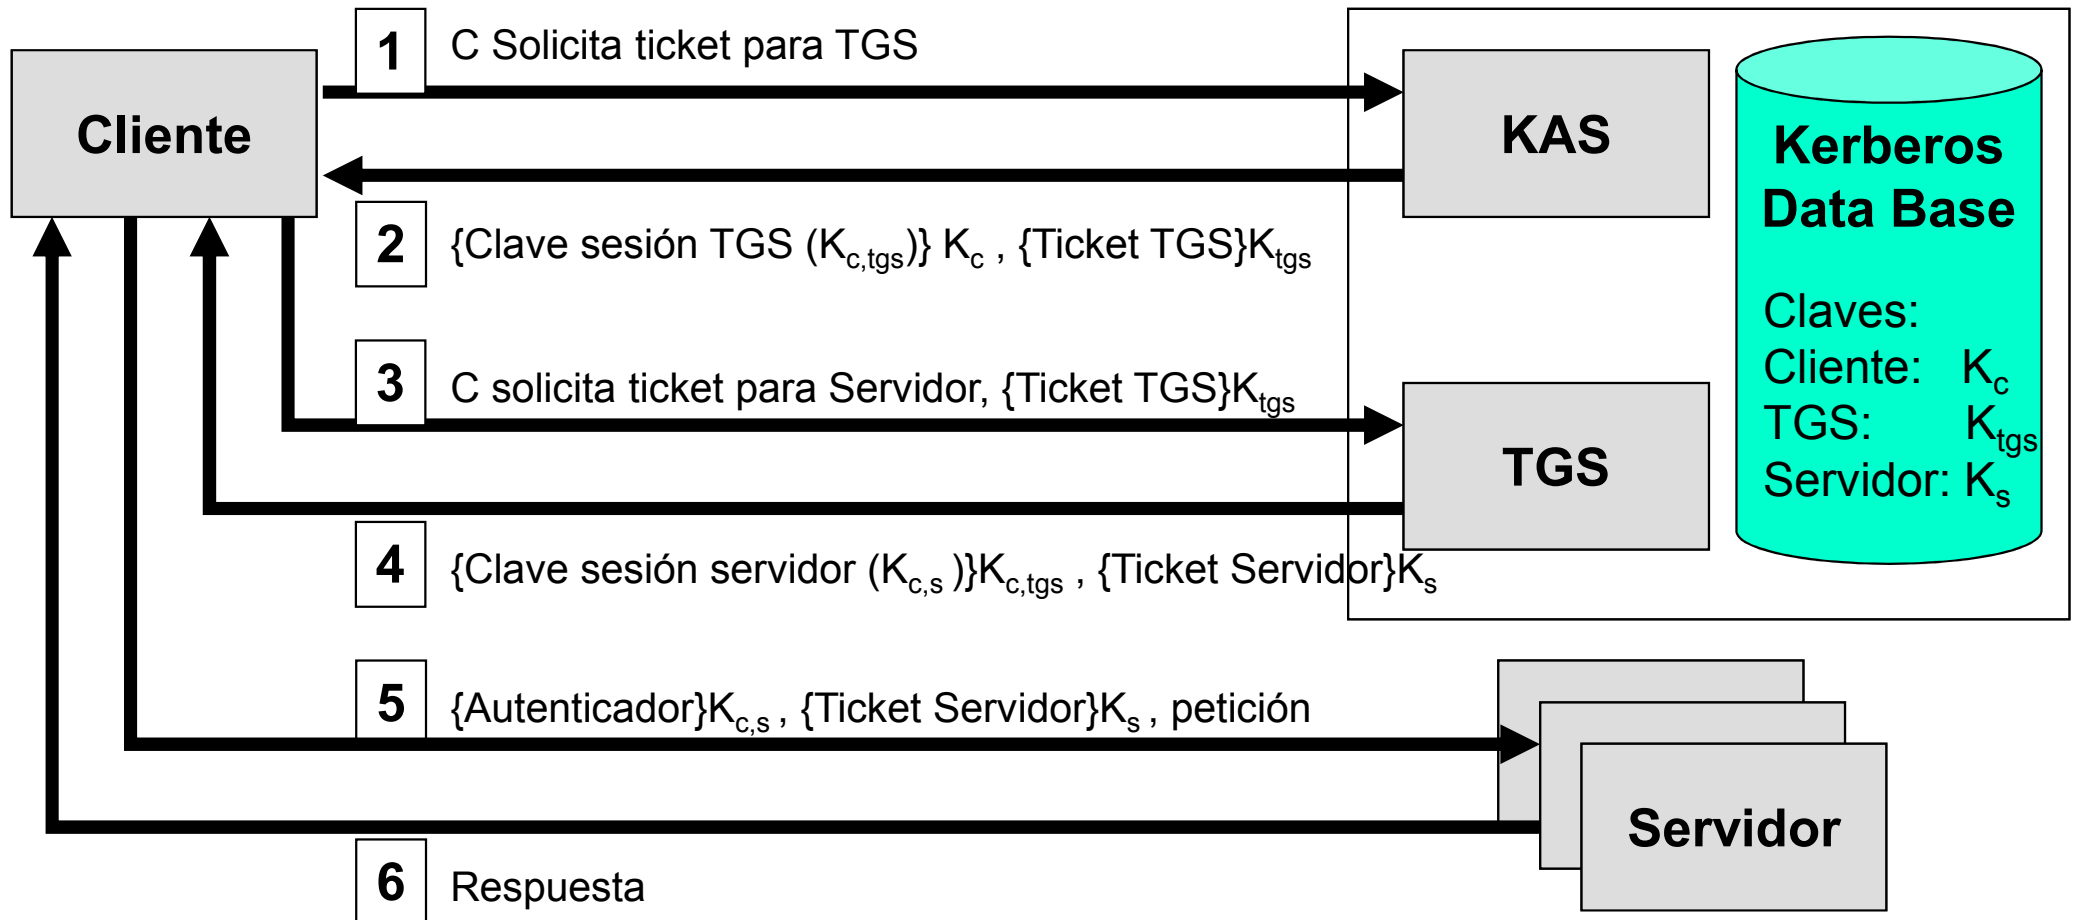 1
C Solicita ticket para TGS
Cliente
KAS
Kerberos
Data Base
2
{Clave sesión TGS (Kc,tgs)} Kc , {Ticket TGS}Ktgs
Claves:
Cliente: Kc
TGS: Ktgs
Servidor: Ks
3
C solicita ticket para Servidor, {Ticket TGS}Ktgs
TGS
4
{Clave sesión servidor (Kc,s )}Kc,tgs , {Ticket Servidor}Ks
5
{Autenticador}Kc,s , {Ticket Servidor}Ks , petición
Servidor
6
Respuesta